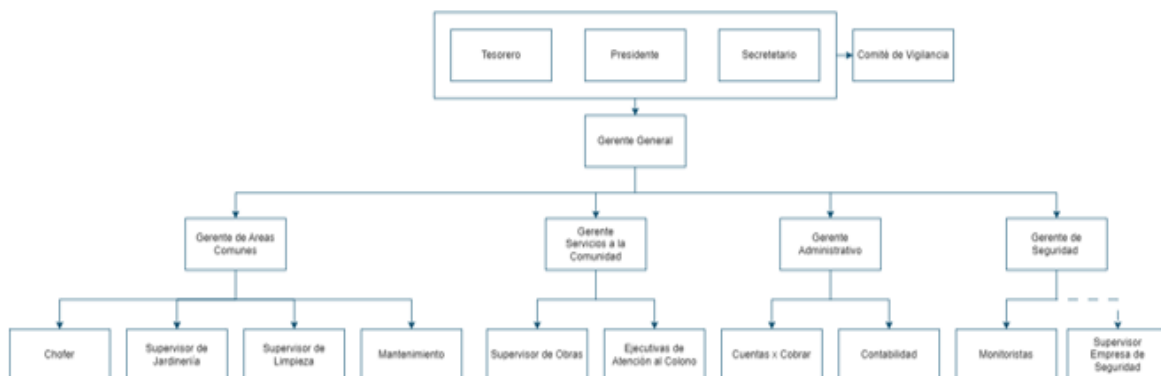 Tesorero
Presidente
Secretetario
Comité de Vigilancia
Gerente General
Gerente de Areas
Comunes
Gerente
Servicios a la
Comunidad
Gerente
Administrativo
Gerente de
Seguridad
Chofer
Supervisor de
Jardineriía
Supervisor de
Limpieza
Mantenimiento
Supervisor de Obras
Ejecutivas de
Atención al Colono
Cuentas x Cobrar
Contabilidad
Monitoristas
Supervisor
Empresa de
Seguridad